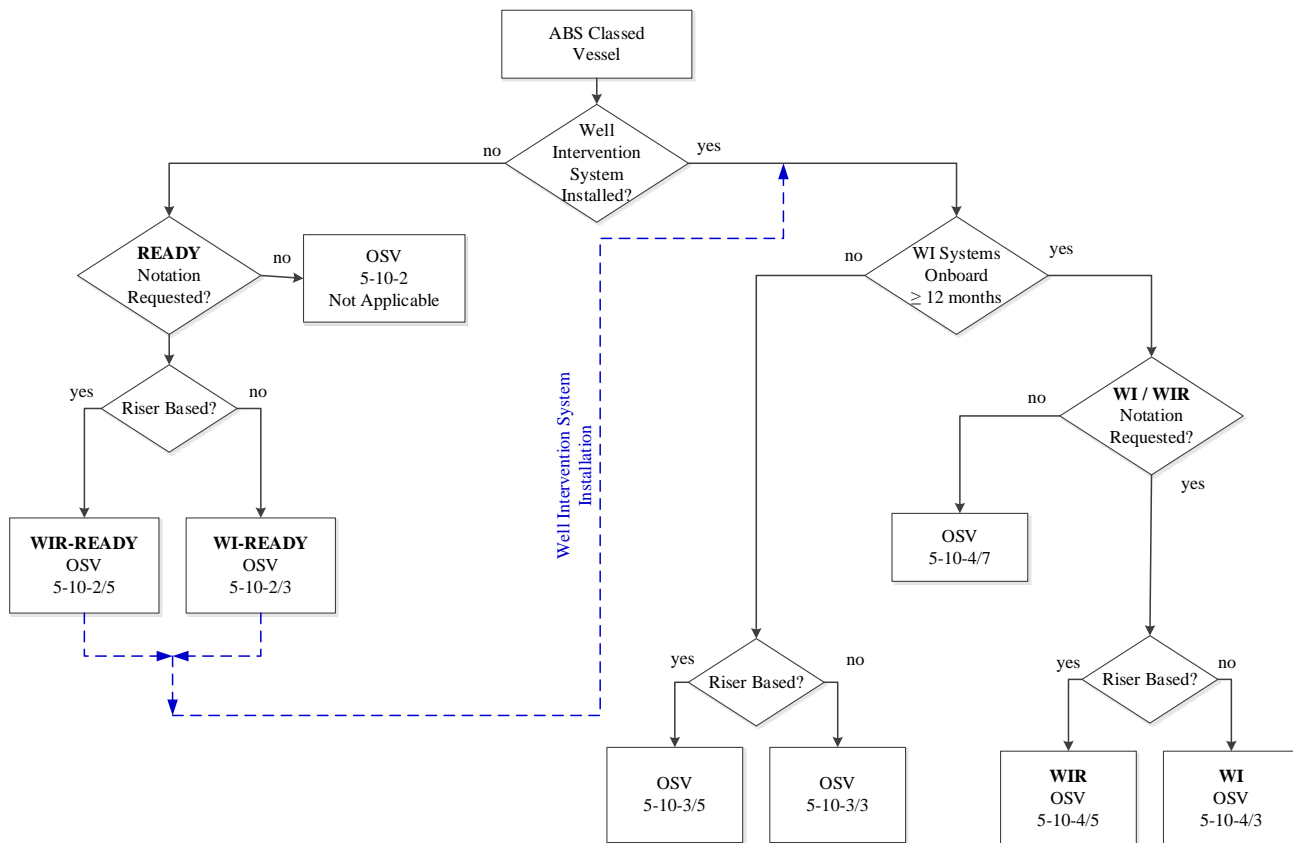 ABS Classed
Vessel
Well
Intervention
System
Installed?
no
yes
READY
Notation
Requested?
no
OSV
5-10-2
Not Applicable
WI Systems
Onboard
≥ 12 months
no
yes
Riser Based?
yes
no
WI / WIR
Notation
Requested?
no
yes
Well Intervention System
Installation
WIR-READY
OSV
5-10-2/5
WI-READY
OSV
5-10-2/3
OSV
5-10-4/7
Riser Based?
yes
no
Riser Based?
yes
no
OSV
5-10-3/5
OSV
5-10-3/3
WIR
OSV
5-10-4/5
WI
OSV
5-10-4/3